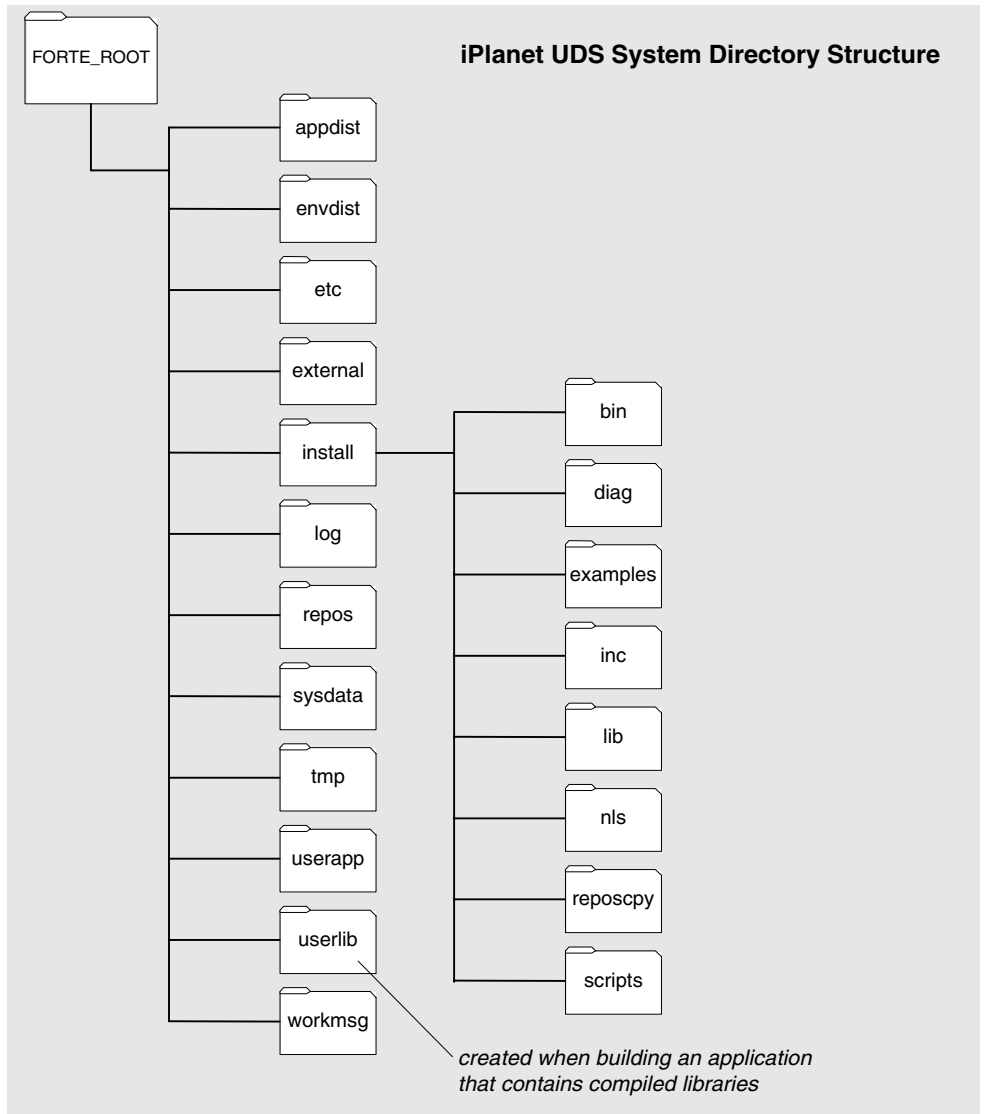 FORTE_ROOT
iPlanet UDS System Directory Structure
appdist
envdist
etc
external
install
log
repos
sysdata
tmp
userapp
userlib
workmsg
bin
diag
examples
inc
lib
nls
reposcpy
scripts
created when building an application
that contains compiled libraries